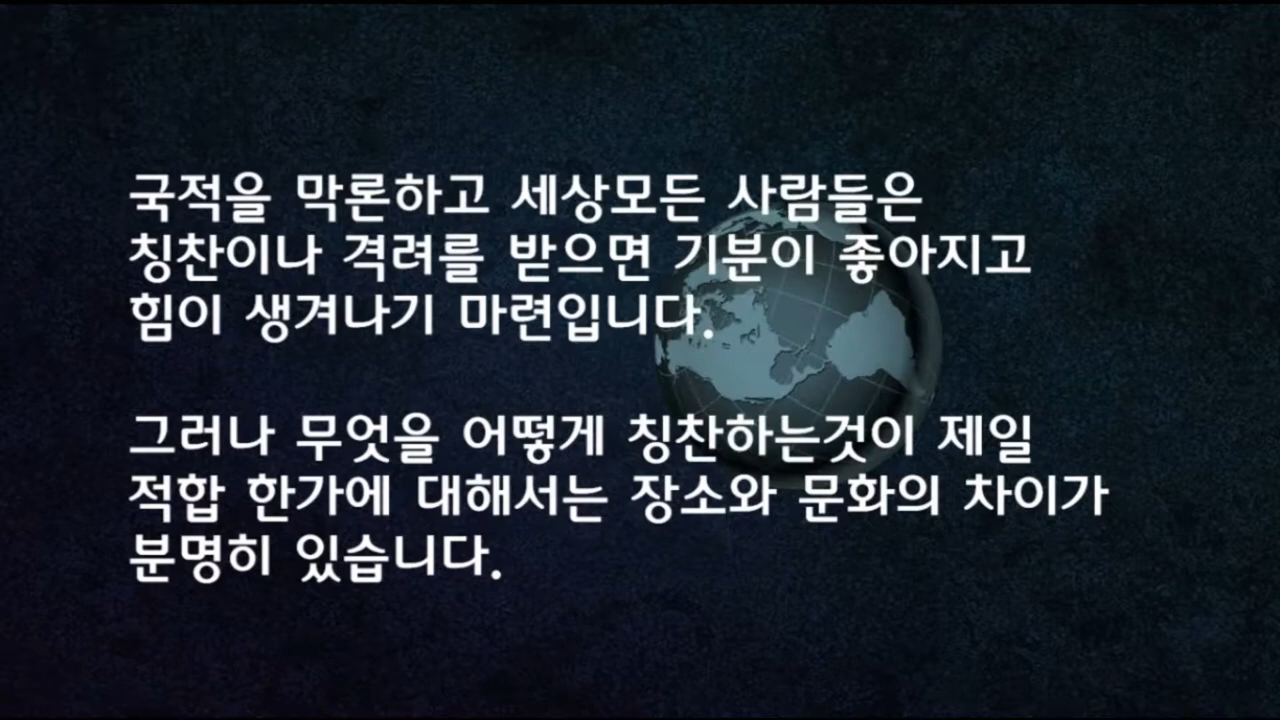 국적을 막론하고 세상모든 사람들은
칭찬이나 격려를 받으면 기분이 좋아지고
힘이 생겨나기 마련입니다.
그러나 무엇을 어떻게 칭찬하는것이 제일
적합 한가에 대해서는 장소와 문화의 차이가
분명히 있습니다.